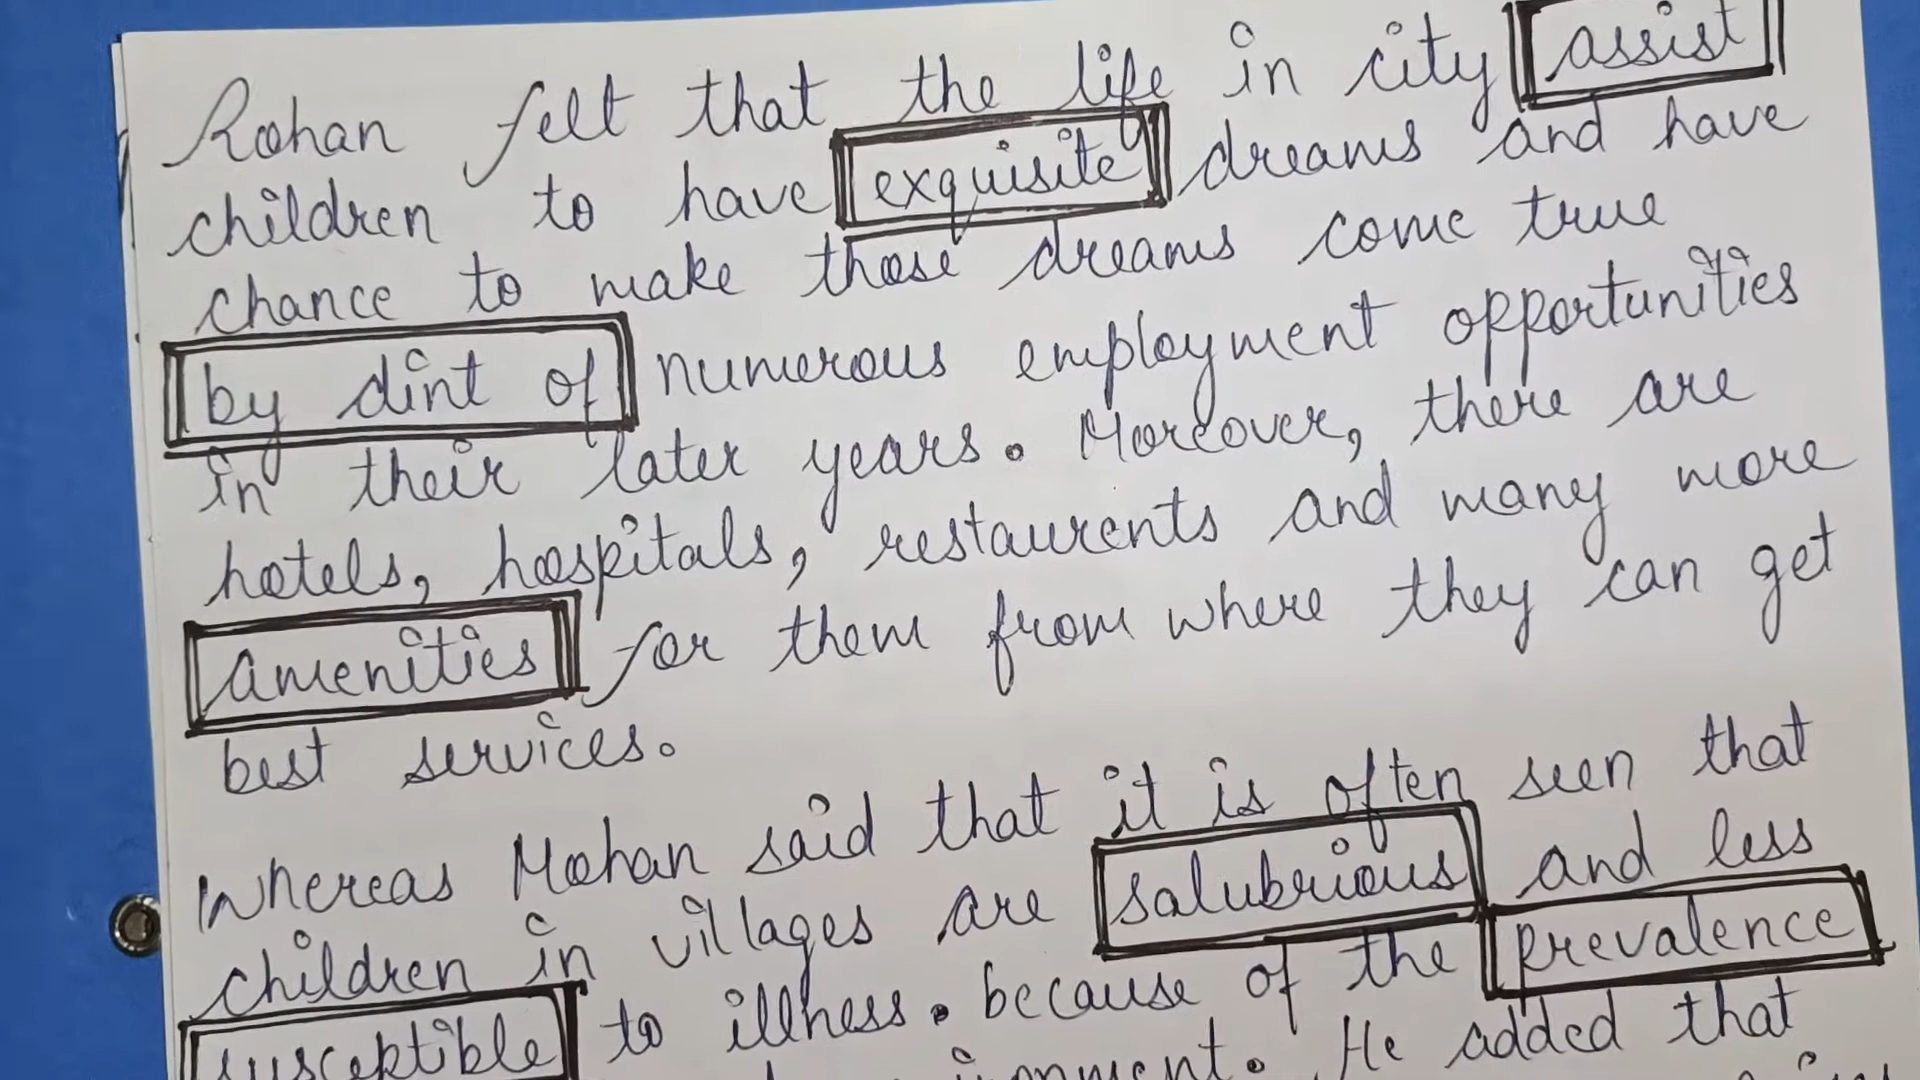 Rohan felt that the life in city assist
children to have exquisite dreams and have
chance to make those dreams come true
by dint of numerous employment opportunities
in their later years. Moreover, there are
hotels, hospitals, restaurents and many more
amenities for them from where they can get
best services.
Whereas Mohan said that it is often seen that
children in villages are salubrious and less
susceptible to illness. because of the prevalence
He added that